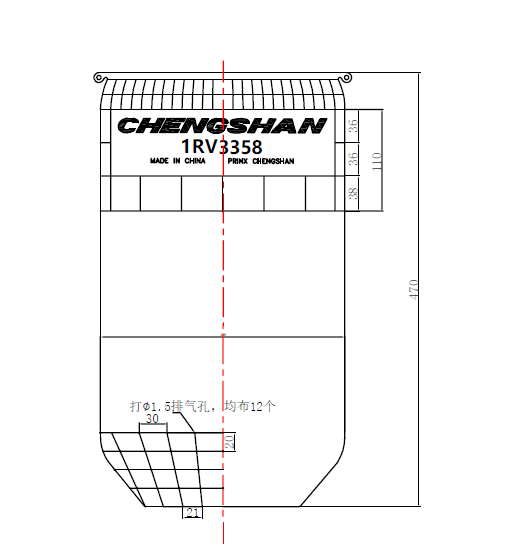 CHENGSHAN
1RV3358
MADE IN CHINA PRINX CHENGSHAN
36
36
38
110
470
打Φ1.5排气孔，均布12个
30
20
21